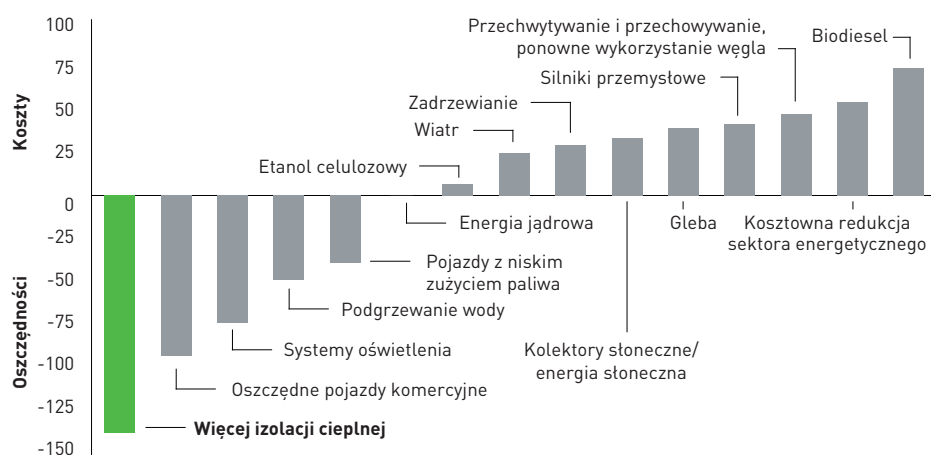 100
75
50
25
0
-25
-50
-75
-100
-125
-150
Koszty
Oszczędności
Przechwytywanie i przechowywanie,
ponowne wykorzystanie węgla
Biodiesel
Silniki przemysłowe
Zadrzewianie
Wiatr
Etanol celulozowy
Energia jądrowa
Gleba
Kosztowna redukcja
sektora energetycznego
Pojazdy z niskim
zużyciem paliwa
Podgrzewanie wody
Systemy oświetlenia
Kolektory słoneczne/
energia słoneczna
Oszczędne pojazdy komercyjne
Więcej izolacji cieplnej